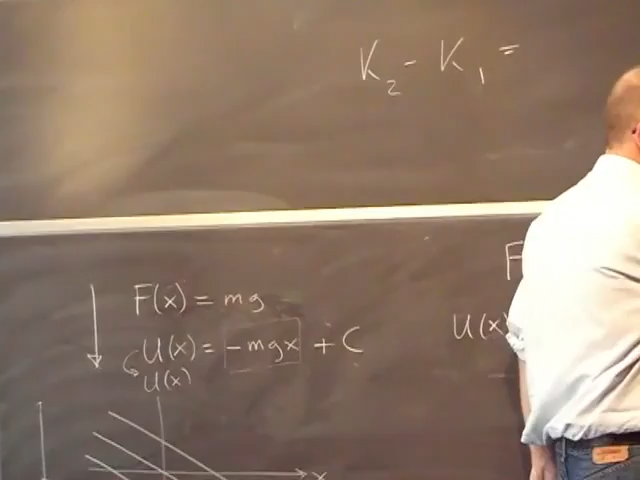 K₂ - K₁ =
F(x) = mg
U(x) = -mgx + C
U(x)
x
F
U(x)